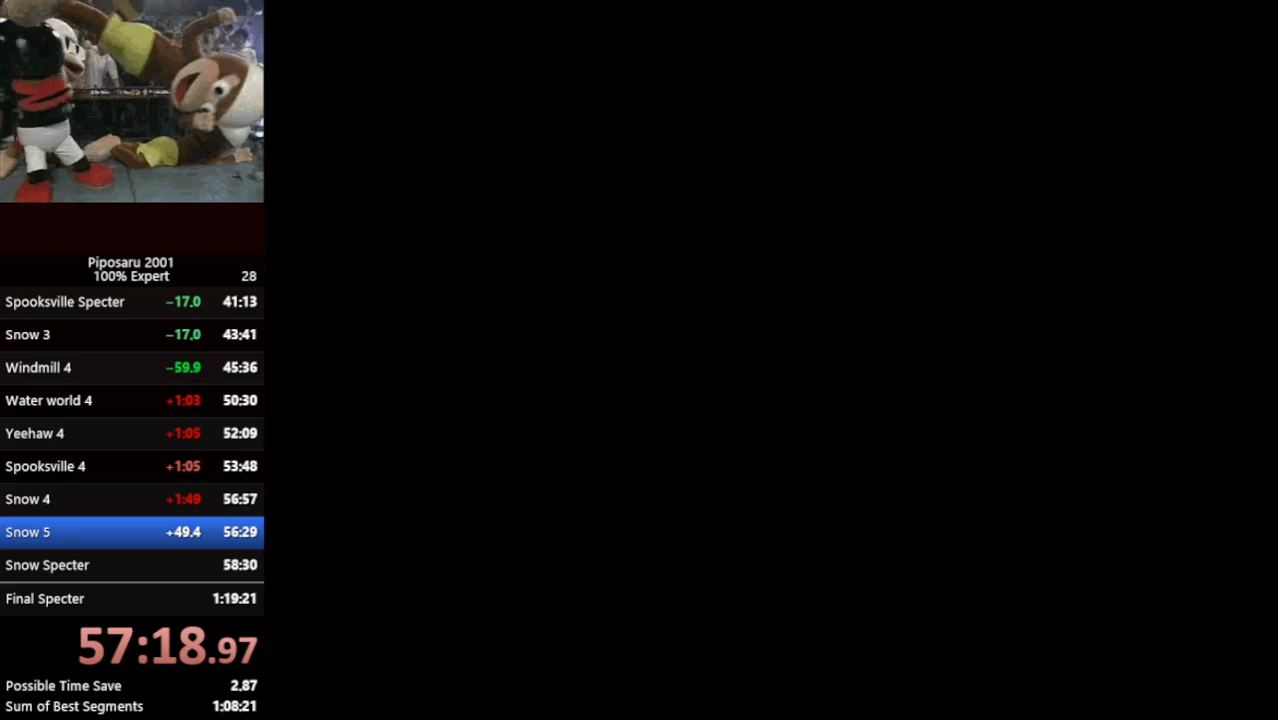 Piposaru 2001
100% Expert 28
Spooksville Specter −17.0 41:13
Snow 3 −17.0 43:41
Windmill 4 −59.9 45:36
Water world 4 +1:03 50:30
Yeehaw 4 +1:05 52:09
Spooksville 4 +1:05 53:48
Snow 4 +1:49 56:57
Snow 5 +49.4 56:29
Snow Specter 58:30
Final Specter 1:19:21
57:18.97
Possible Time Save 2.87
Sum of Best Segments 1:08:21